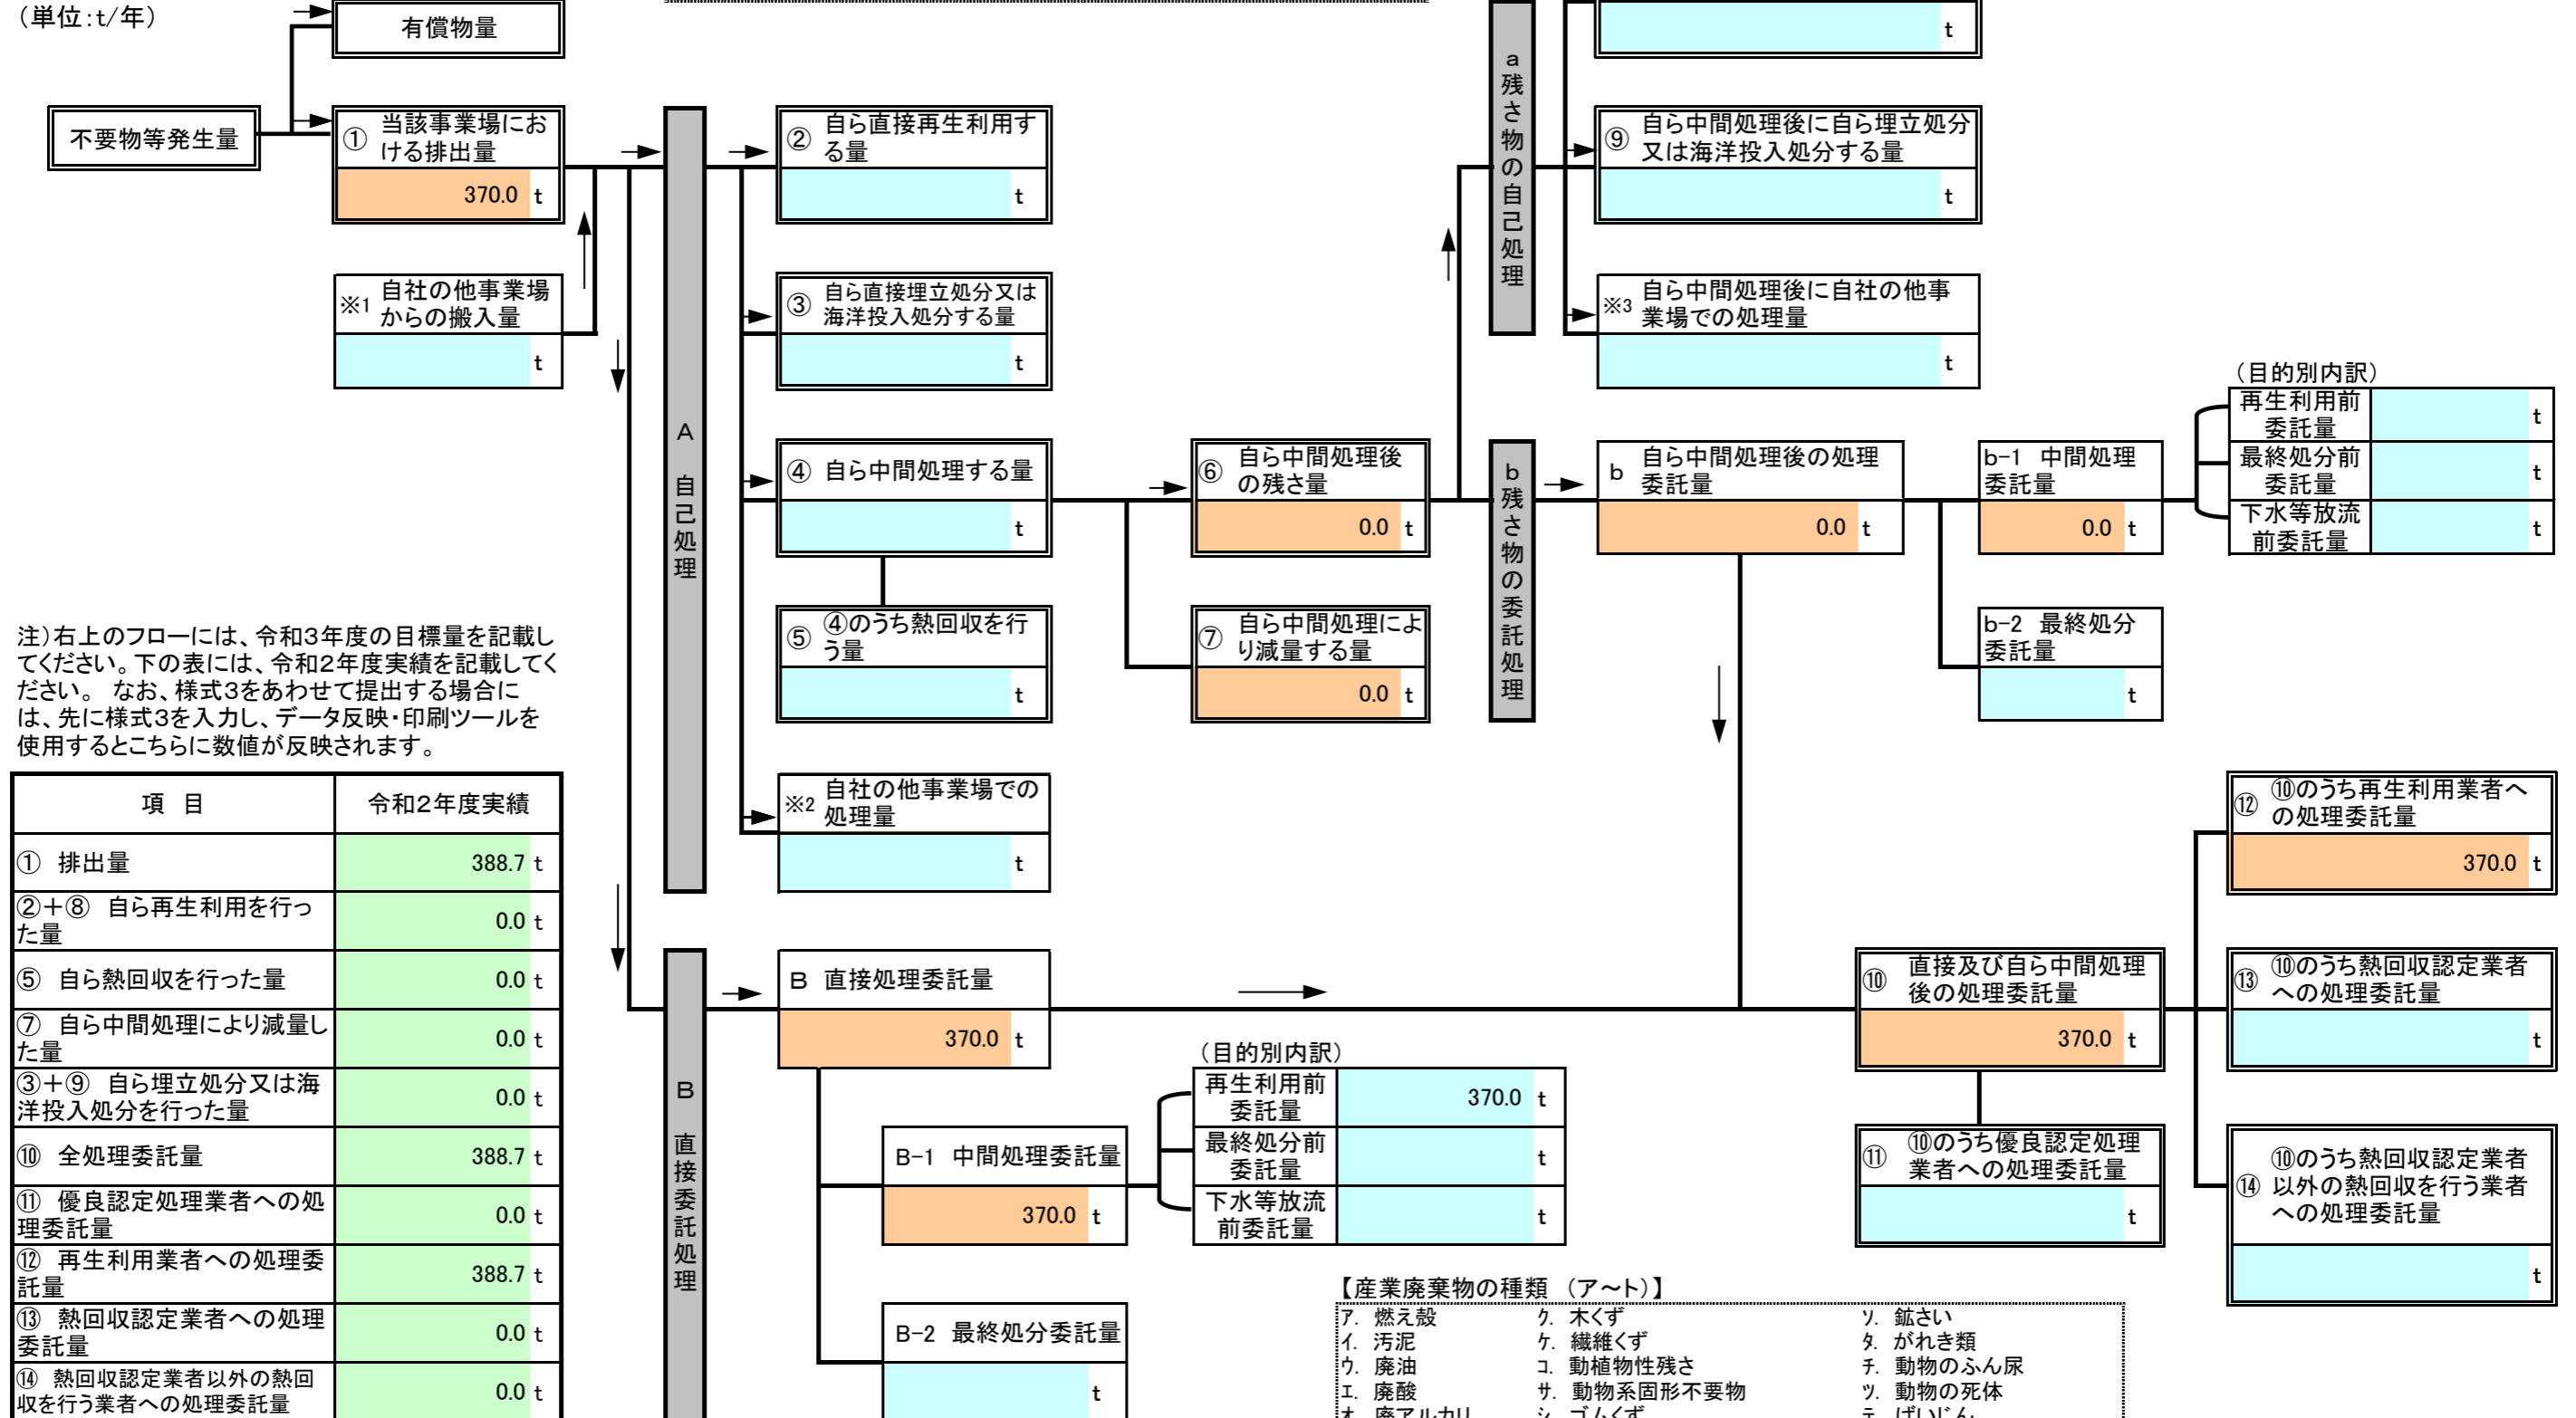 （単位：t/年）
有償物量
t
不要物等発生量
① 当該事業場にお
ける排出量
370.0 t
※1 自社の他事業場
からの搬入量
t
A 自己処理
② 自ら直接再生利用す
る量
t
③ 自ら直接埋立処分又は
海洋投入処分する量
t
④ 自ら中間処理する量
t
⑤ ④のうち熱回収を行
う量
t
※2 自社の他事業場での
処理量
t
⑥ 自ら中間処理後
の残さ量
0.0 t
⑦ 自ら中間処理によ
り減量する量
0.0 t
a 残さ物の自己処理
⑨ 自ら中間処理後に自ら埋立処分
又は海洋投入処分する量
t
※3 自ら中間処理後に自社の他事
業場での処理量
t
b 残さ物の委託処理
b 自ら中間処理後の処理
委託量
0.0 t
b-1 中間処理
委託量
0.0 t
（目的別内訳）
再生利用前
委託量
t
最終処分前
委託量
t
下水等放流
前委託量
t
b-2 最終処分
委託量
t
注）右上のフローには、令和３年度の目標量を記載し
てください。下の表には、令和２年度実績を記載してく
ださい。 なお、様式３をあわせて提出する場合に
は、先に様式３を入力し、データ反映・印刷ツールを
使用するとこちらに数値が反映されます。
項 目 令和２年度実績
① 排出量 388.7 t
②＋⑧ 自ら再生利用を行っ
た量 0.0 t
⑤ 自ら熱回収を行った量 0.0 t
⑦ 自ら中間処理により減量し
た量 0.0 t
③＋⑨ 自ら埋立処分又は海
洋投入処分を行った量 0.0 t
⑩ 全処理委託量 388.7 t
⑪ 優良認定処理業者への処
理委託量 0.0 t
⑫ 再生利用業者への処理委
託量 388.7 t
⑬ 熱回収認定業者への処理
委託量 0.0 t
⑭ 熱回収認定業者以外の熱回
収を行う業者への処理委託量 0.0 t
B 直接委託処理
B 直接処理委託量
370.0 t
B-1 中間処理委託量
370.0 t
（目的別内訳）
再生利用前
委託量
370.0 t
最終処分前
委託量
t
下水等放流
前委託量
t
B-2 最終処分委託量
t
⑩ 直接及び自ら中間処理
後の処理委託量
370.0 t
⑪ ⑩のうち優良認定処理
業者への処理委託量
t
⑫ ⑩のうち再生利用業者へ
の処理委託量
370.0 t
⑬ ⑩のうち熱回収認定業者
への処理委託量
t
⑭ ⑩のうち熱回収認定業者
以外の熱回収を行う業者
への処理委託量
t
【産業廃棄物の種類 （ア～ト）】
ア. 燃え殻 ク. 木くず ソ. 鉱さい
イ. 汚泥 ケ. 繊維くず タ. がれき類
ウ. 廃油 コ. 動植物性残さ チ. 動物のふん尿
エ. 廃酸 サ. 動物系固形不要物 ツ. 動物の死体
オ. 廃アルカリ シ. ゴムくず テ. ばいじん